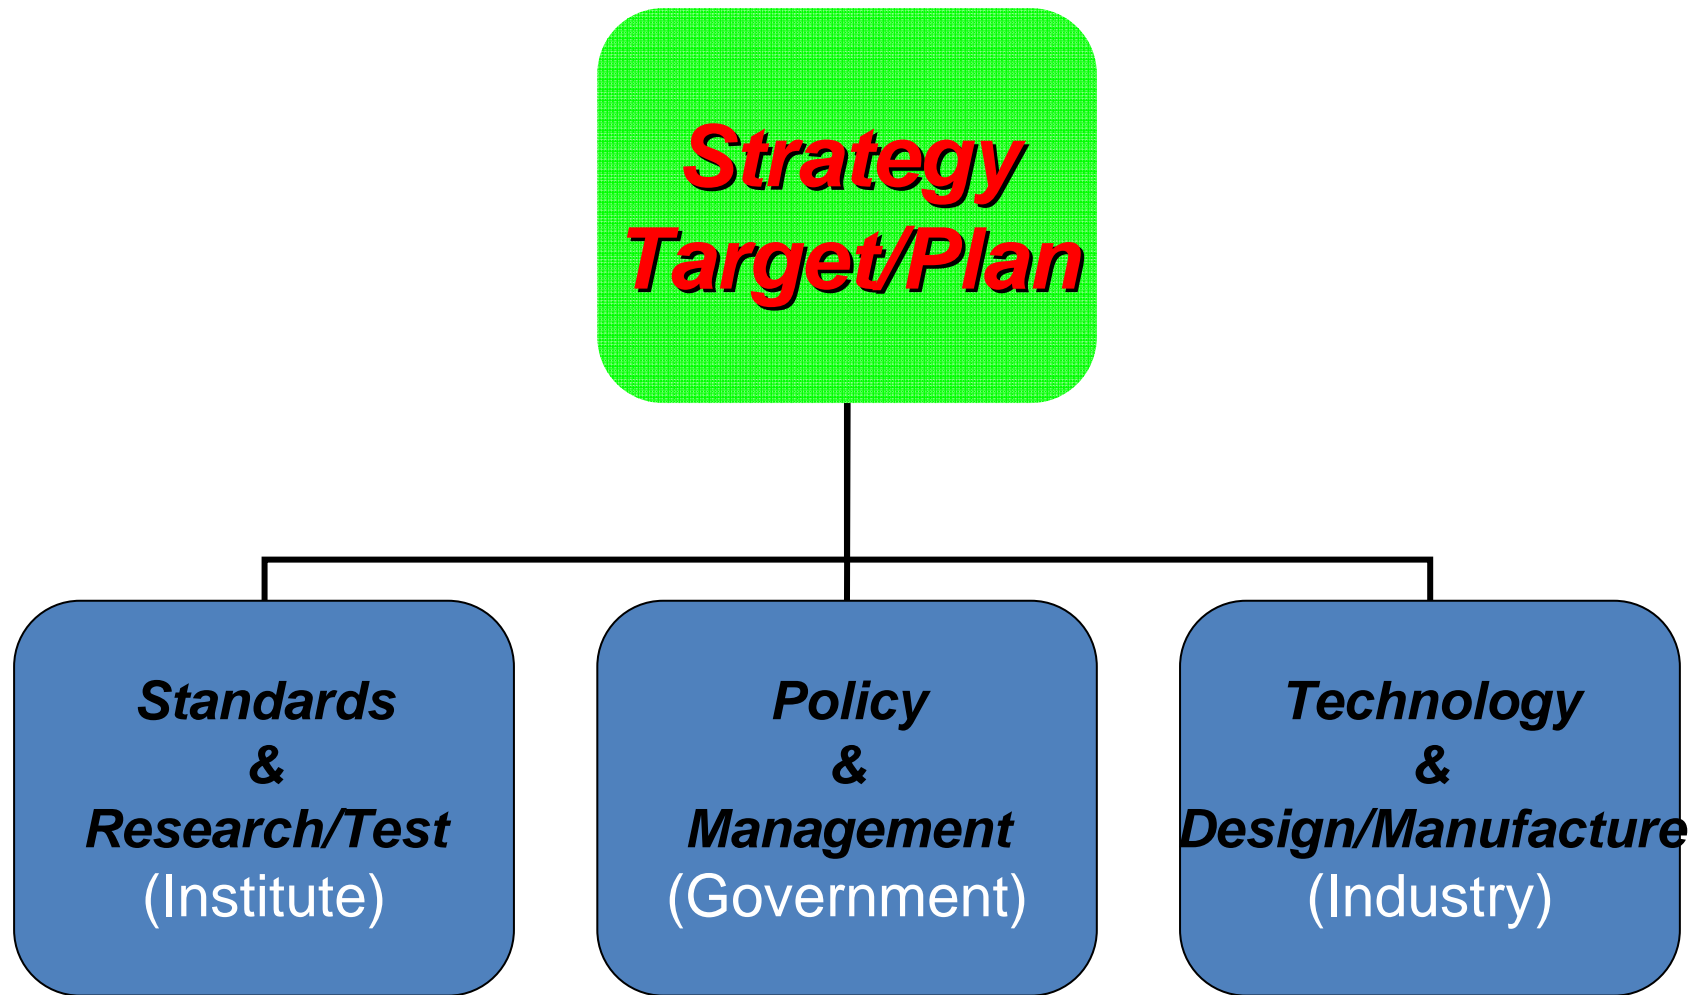 Strategy
Target/Plan
Standards
&
Research/Test
(Institute)
Policy
&
Management
(Government)
Technology
&
Design/Manufacture
(Industry)